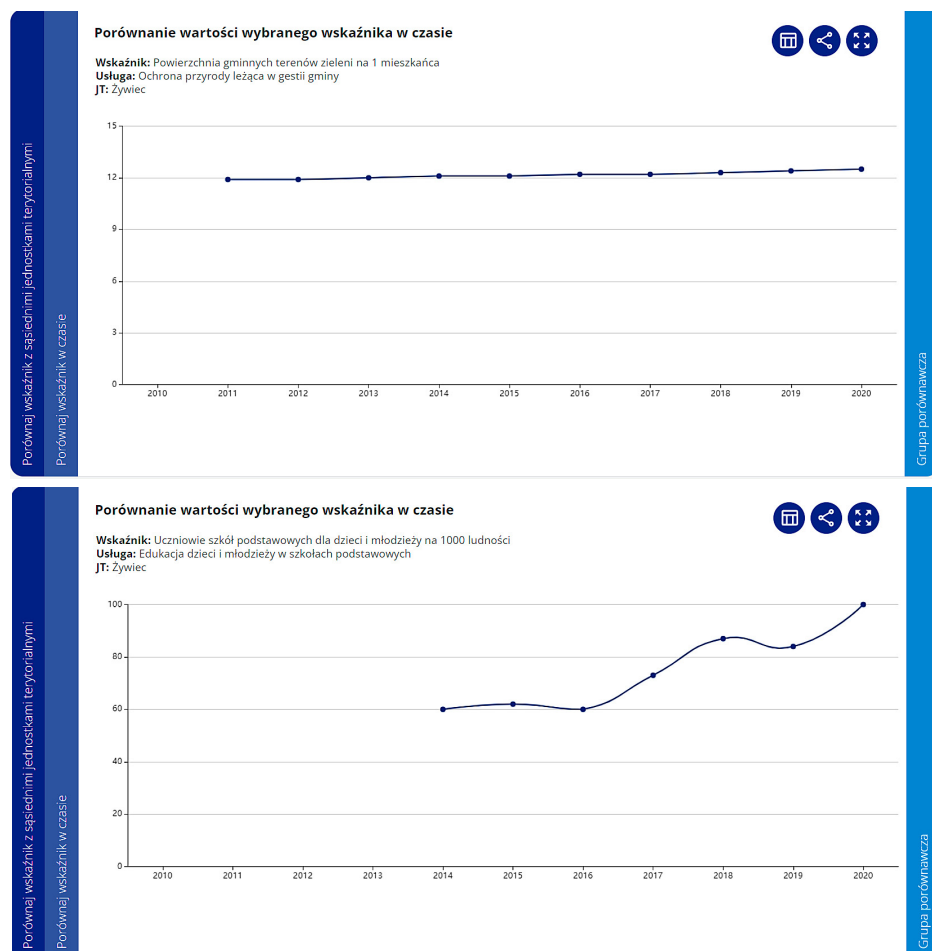 Porównanie wartości wybranego wskaźnika w czasie
Wskaźnik: Powierzchnia gminnych terenów zieleni na 1 mieszkańca
Usługa: Ochrona przyrody leżąca w gestii gminy
JT: Żywiec
Porównaj wskaźnik z sąsiednimi jednostkami terytorialnymi
Porównaj wskaźnik w czasie
15
12
9
6
3
0
2010 2011 2012 2013 2014 2015 2016 2017 2018 2019 2020
Grupa porównawcza
Porównanie wartości wybranego wskaźnika w czasie
Wskaźnik: Uczniowie szkół podstawowych dla dzieci i młodzieży na 1000 ludności
Usługa: Edukacja dzieci i młodzieży w szkołach podstawowych
JT: Żywiec
Porównaj wskaźnik z sąsiednimi jednostkami terytorialnymi
Porównaj wskaźnik w czasie
100
80
60
40
20
0
2010 2011 2012 2013 2014 2015 2016 2017 2018 2019 2020
Grupa porównawcza